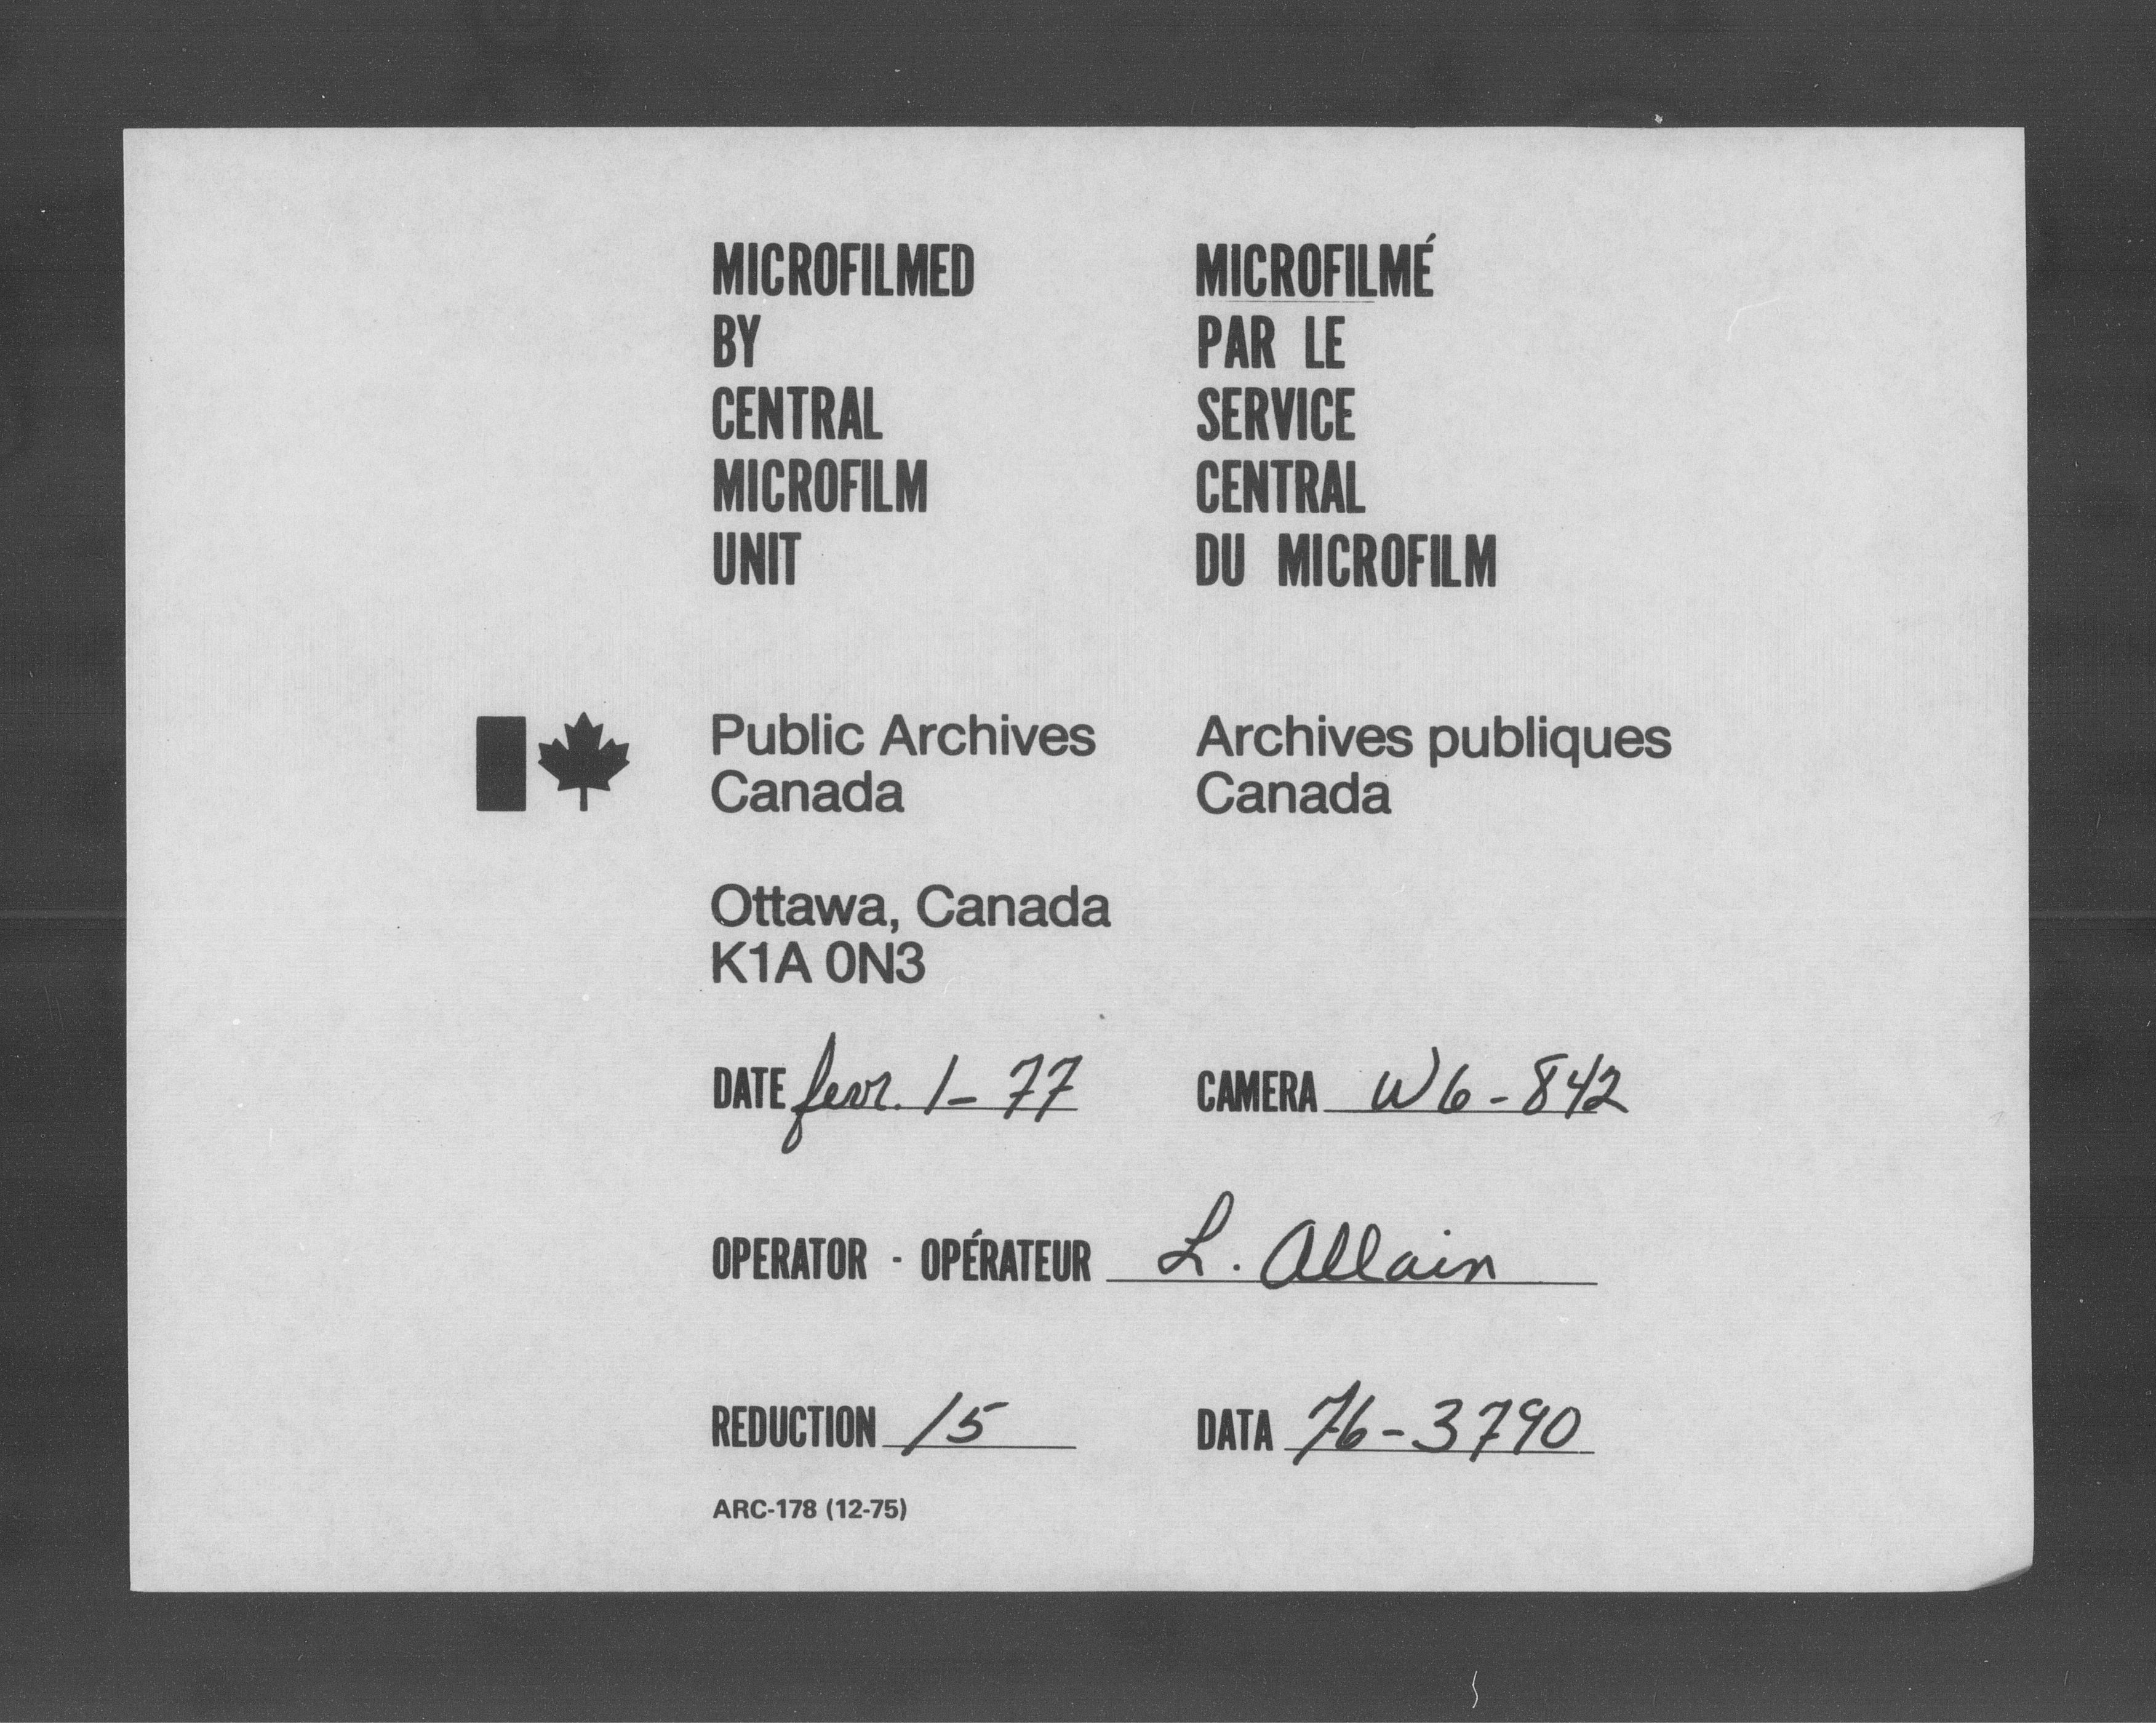 MICROFILMED
BY
CENTRAL
MICROFILM
UNIT
MICROFILMÉ
PAR LE
SERVICE
CENTRAL
DU MICROFILM
Public Archives
Canada
Archives publiques
Canada
Ottawa, Canada
K1A 0N3
DATE fevr. 1-77 CAMERA W6-842
OPERATOR - OPÉRATEUR L. Allain
REDUCTION 15 DATA 76-3790
ARC-178 (12-75)